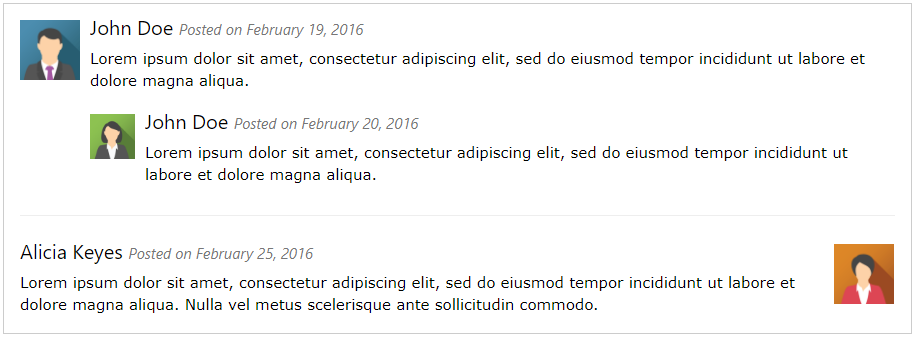 John Doe Posted on February 19, 2016
Lorem ipsum dolor sit amet, consectetur adipiscing elit, sed do eiusmod tempor incididunt ut labore et
dolore magna aliqua.
John Doe Posted on February 20, 2016
Lorem ipsum dolor sit amet, consectetur adipiscing elit, sed do eiusmod tempor incididunt ut
labore et dolore magna aliqua.
Alicia Keyes Posted on February 25, 2016
Lorem ipsum dolor sit amet, consectetur adipiscing elit, sed do eiusmod tempor incididunt ut labore et
dolore magna aliqua. Nulla vel metus scelerisque ante sollicitudin commodo.